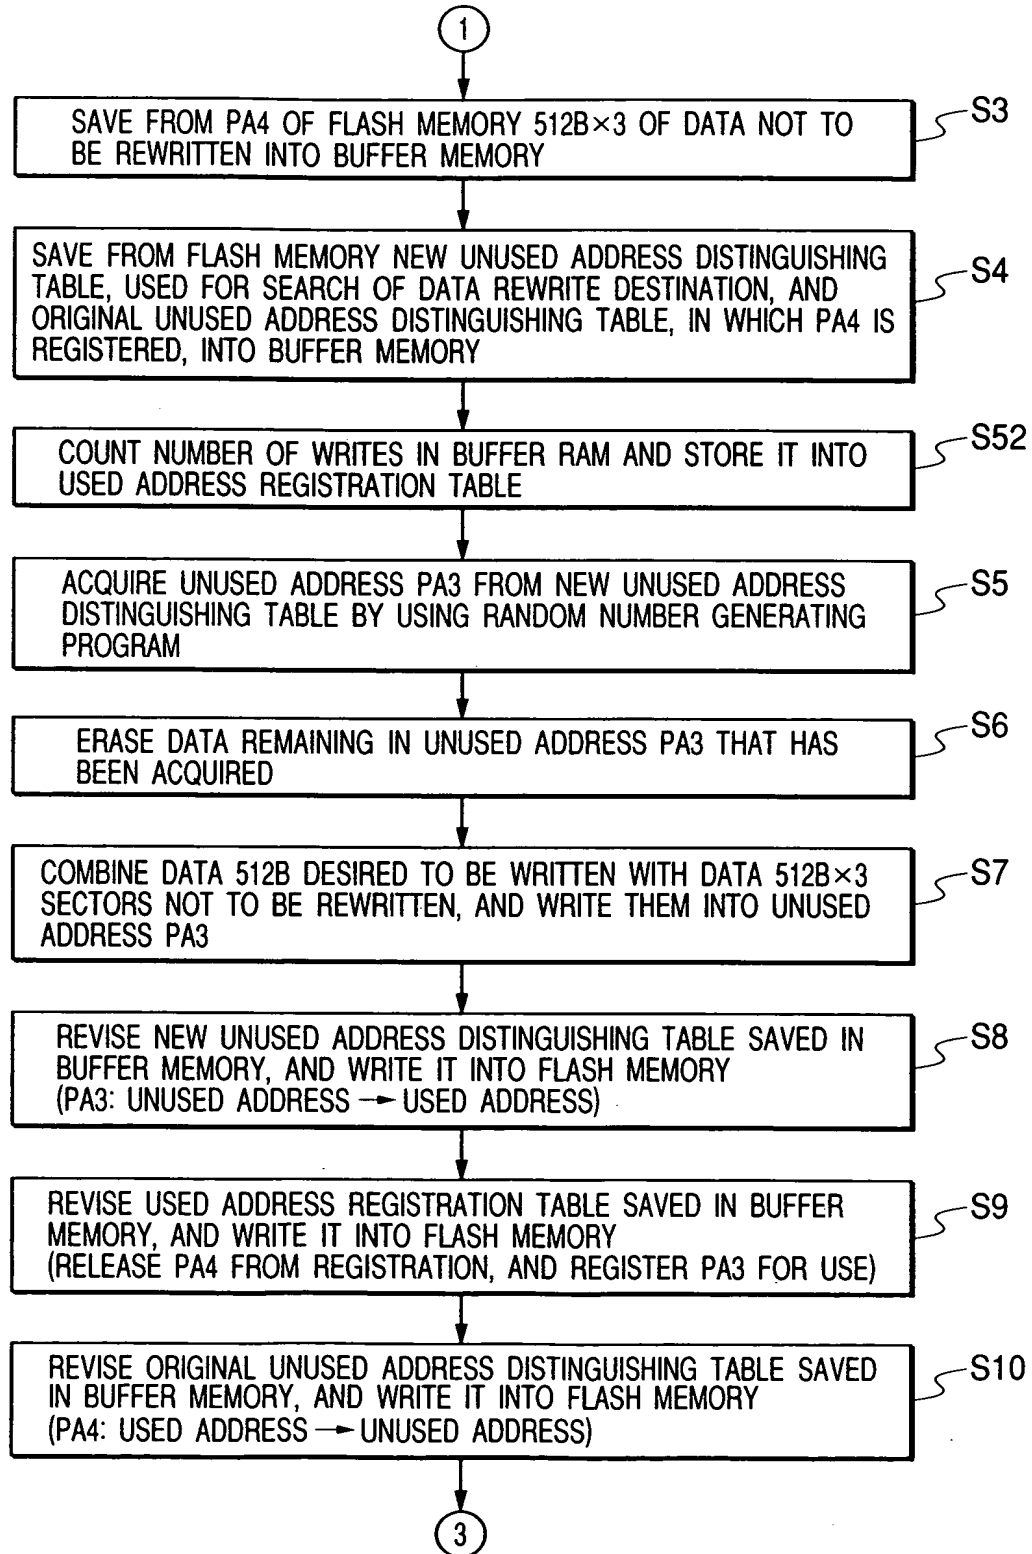 1
SAVE FROM PA4 OF FLASH MEMORY 512B×3 OF DATA NOT TO
BE REWRITTEN INTO BUFFER MEMORY
S3
SAVE FROM FLASH MEMORY NEW UNUSED ADDRESS DISTINGUISHING
TABLE, USED FOR SEARCH OF DATA REWRITE DESTINATION, AND
ORIGINAL UNUSED ADDRESS DISTINGUISHING TABLE, IN WHICH PA4 IS
REGISTERED, INTO BUFFER MEMORY
S4
COUNT NUMBER OF WRITES IN BUFFER RAM AND STORE IT INTO
USED ADDRESS REGISTRATION TABLE
S52
ACQUIRE UNUSED ADDRESS PA3 FROM NEW UNUSED ADDRESS
DISTINGUISHING TABLE BY USING RANDOM NUMBER GENERATING
PROGRAM
S5
ERASE DATA REMAINING IN UNUSED ADDRESS PA3 THAT HAS
BEEN ACQUIRED
S6
COMBINE DATA 512B DESIRED TO BE WRITTEN WITH DATA 512B×3
SECTORS NOT TO BE REWRITTEN, AND WRITE THEM INTO UNUSED
ADDRESS PA3
S7
REVISE NEW UNUSED ADDRESS DISTINGUISHING TABLE SAVED IN
BUFFER MEMORY, AND WRITE IT INTO FLASH MEMORY
(PA3: UNUSED ADDRESS → USED ADDRESS)
S8
REVISE USED ADDRESS REGISTRATION TABLE SAVED IN BUFFER
MEMORY, AND WRITE IT INTO FLASH MEMORY
(RELEASE PA4 FROM REGISTRATION, AND REGISTER PA3 FOR USE)
S9
REVISE ORIGINAL UNUSED ADDRESS DISTINGUISHING TABLE SAVED
IN BUFFER MEMORY, AND WRITE IT INTO FLASH MEMORY
(PA4: USED ADDRESS → UNUSED ADDRESS)
S10
3